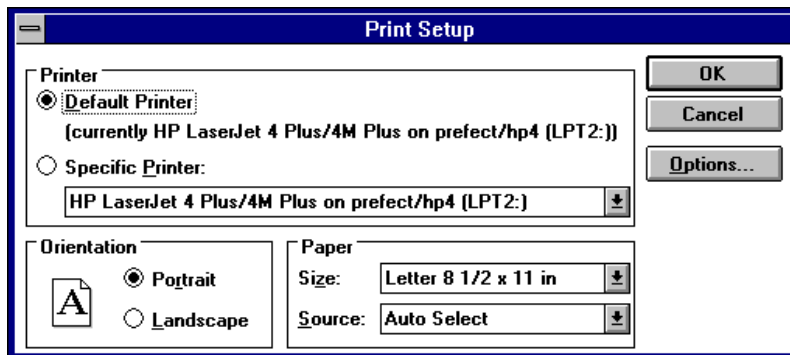 Print Setup
Printer
Default Printer
(currently HP LaserJet 4 Plus/4M Plus on prefect/hp4 (LPT2:))
Specific Printer:
HP LaserJet 4 Plus/4M Plus on prefect/hp4 (LPT2:)
OK
Cancel
Options...
Orientation
A
Portrait
Landscape
Paper
Size: Letter 8 1/2 x 11 in
Source: Auto Select